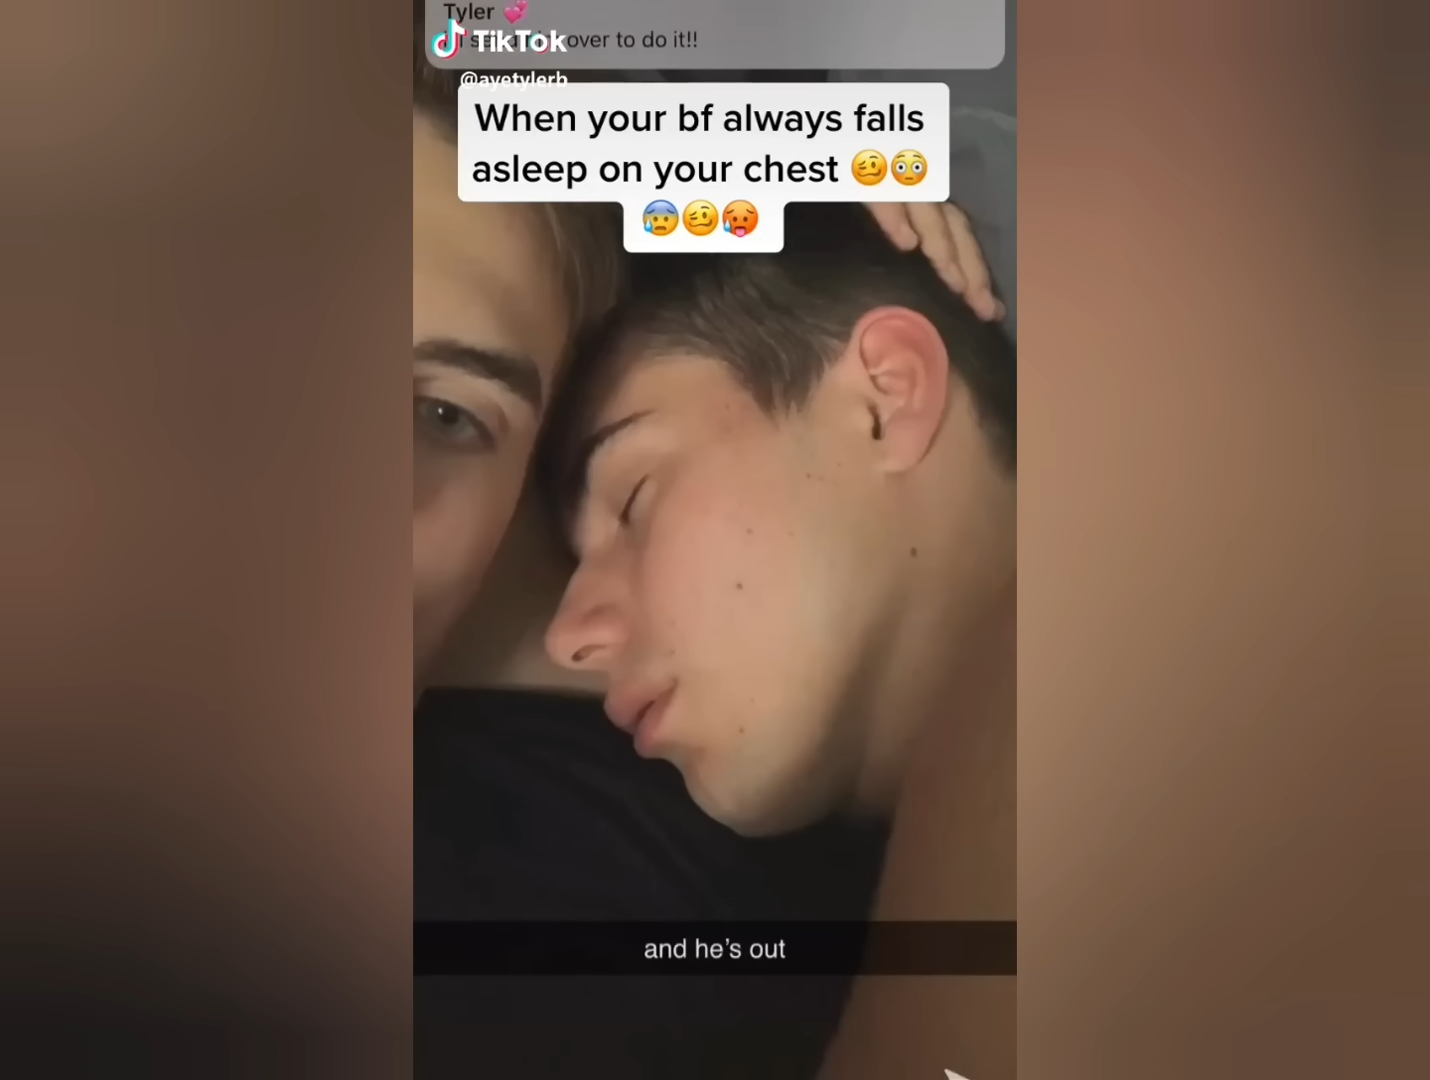 Tyler 💕
TikTok
over to do it!!
@ayetylerb
When your bf always falls
asleep on your chest 🥴😳
😰🥴🥵
and he's out